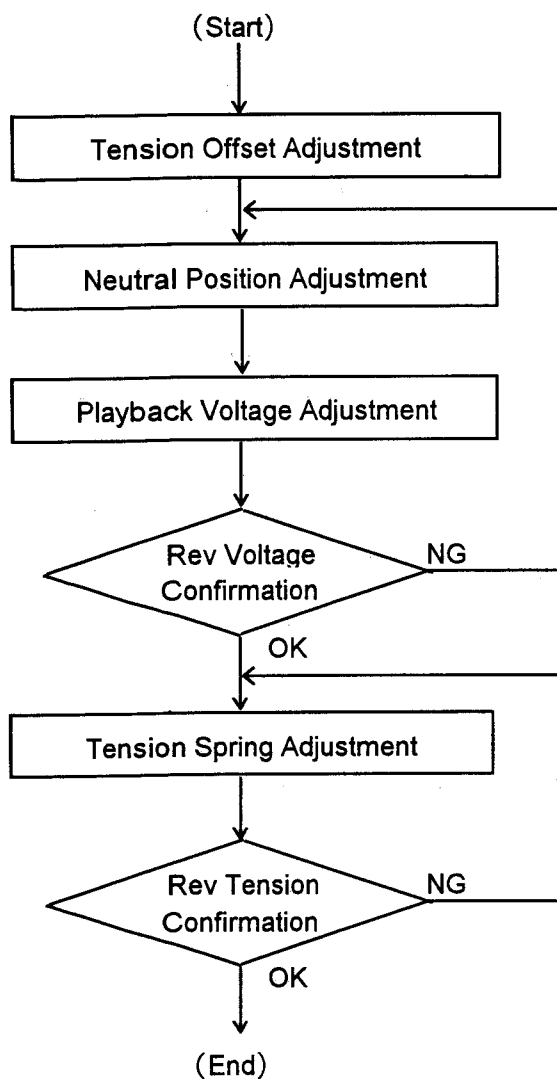 (Start)
Tension Offset Adjustment
Neutral Position Adjustment
Playback Voltage Adjustment
Rev Voltage
Confirmation
NG
OK
Tension Spring Adjustment
Rev Tension
Confirmation
NG
OK
(End)